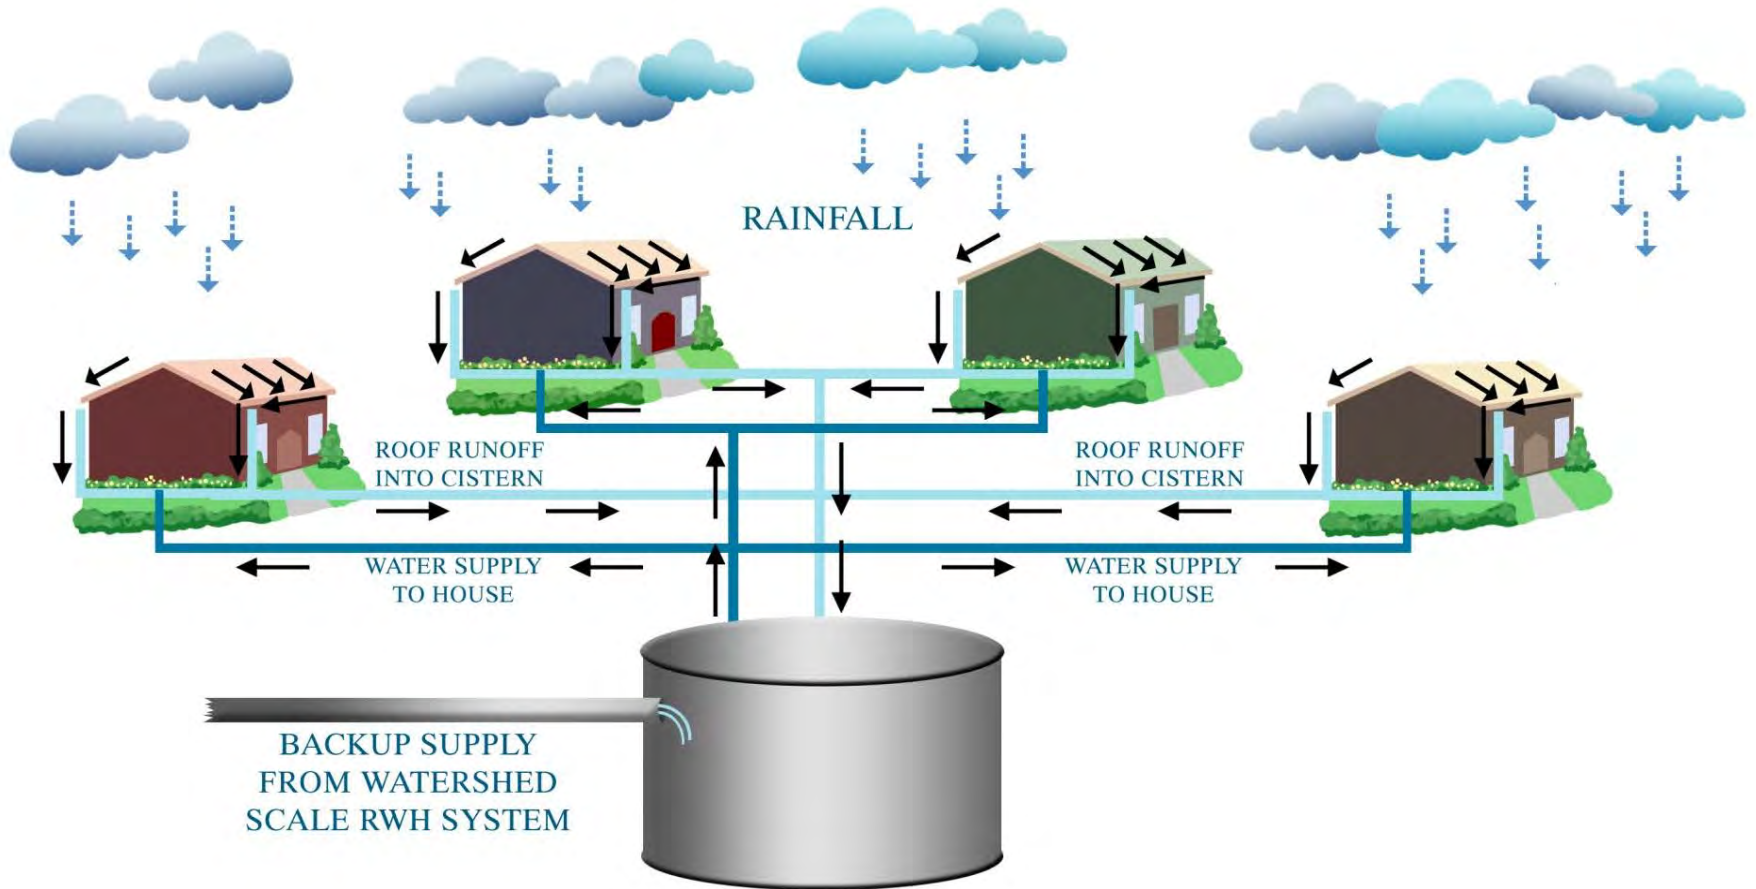 RAINFALL
ROOF RUNOFF
INTO CISTERN
ROOF RUNOFF
INTO CISTERN
WATER SUPPLY
TO HOUSE
WATER SUPPLY
TO HOUSE
BACKUP SUPPLY
FROM WATERSHED
SCALE RWH SYSTEM